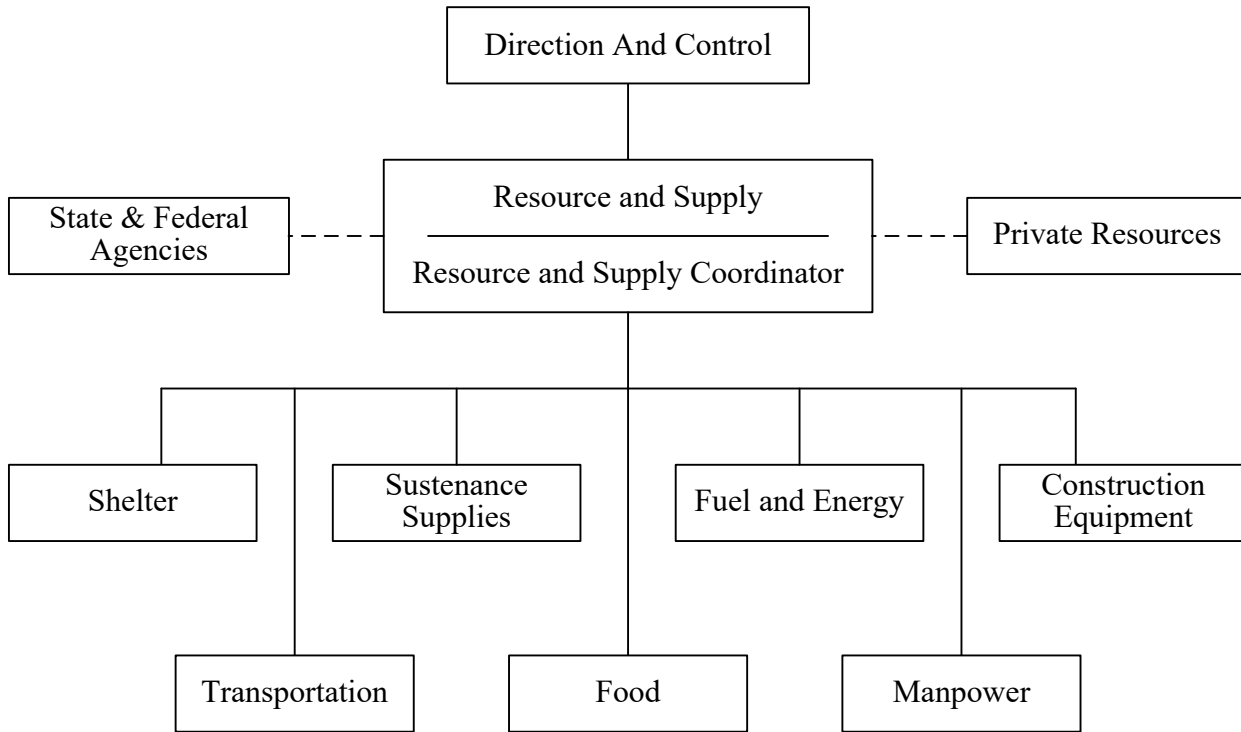 Direction And Control
Resource and Supply
State & Federal
Agencies
Private Resources
Resource and Supply Coordinator
Shelter
Sustenance
Supplies
Fuel and Energy
Construction
Equipment
Transportation
Food
Manpower